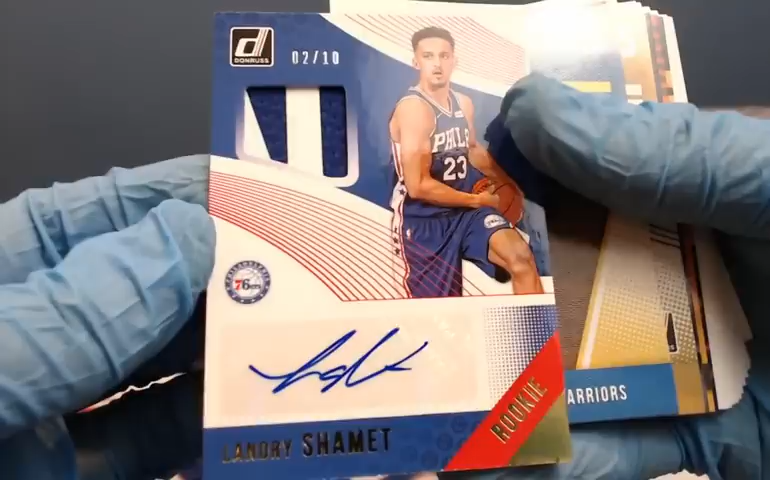 d
DONRUSS
02/10
PHILA
23
76ers
LANDRY SHAMET
ROOKIE
ARRIORS